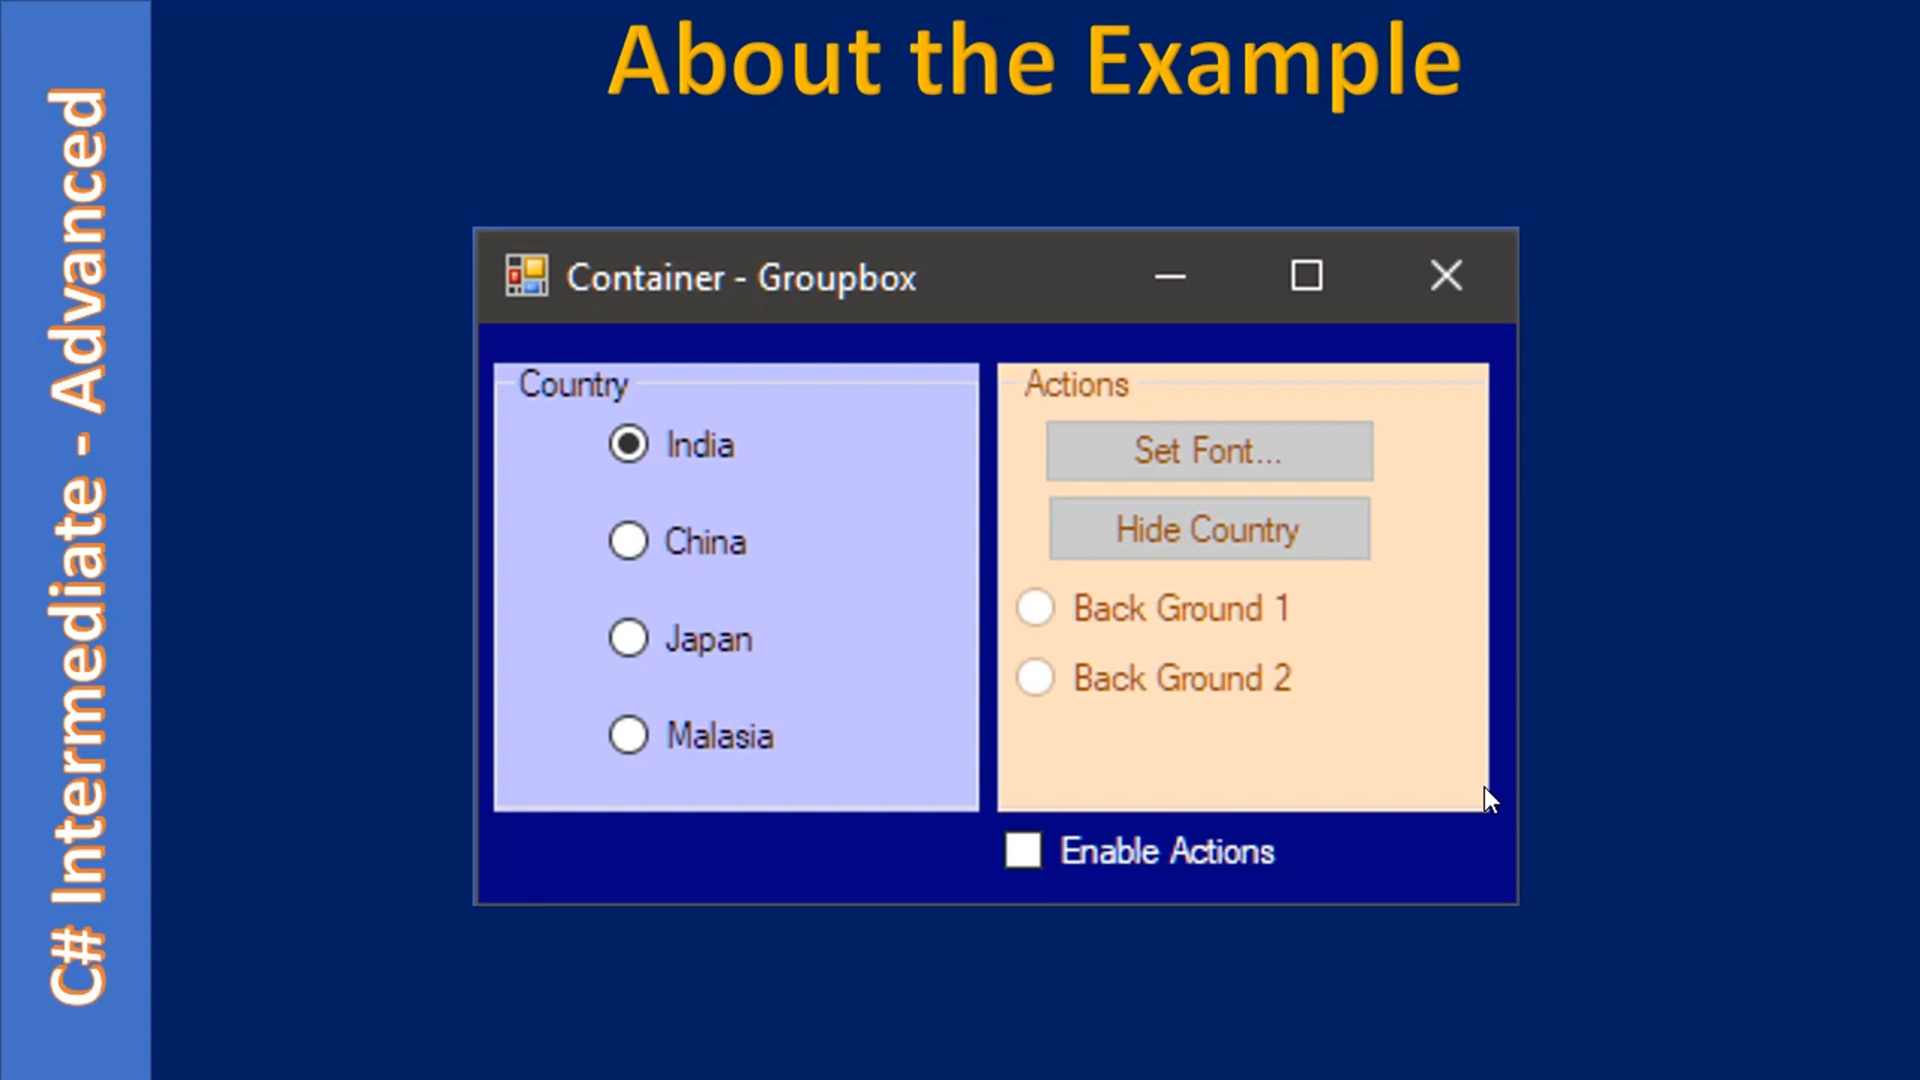 About the Example
C# Intermediate - Advanced
Container - Groupbox
Country
India
China
Japan
Malasia
Actions
Set Font...
Hide Country
Back Ground 1
Back Ground 2
Enable Actions